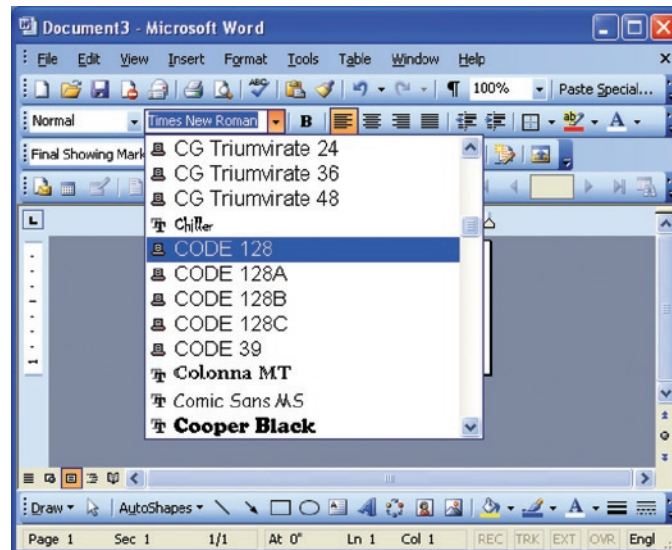 Document3 - Microsoft Word
File Edit View Insert Format Tools Table Window Help
ABC ¶ 100% Paste Special...
Normal Times New Roman B ab A
Final Showing Mark
CG Triumvirate 24
CG Triumvirate 36
CG Triumvirate 48
Chiller
CODE 128
CODE 128A
CODE 128B
CODE 128C
CODE 39
Colonna MT
Comic Sans MS
Cooper Black
Draw AutoShapes A A
Page 1 Sec 1 1/1 At 0" Ln 1 Col 1 REC TRK EXT OVR Engl